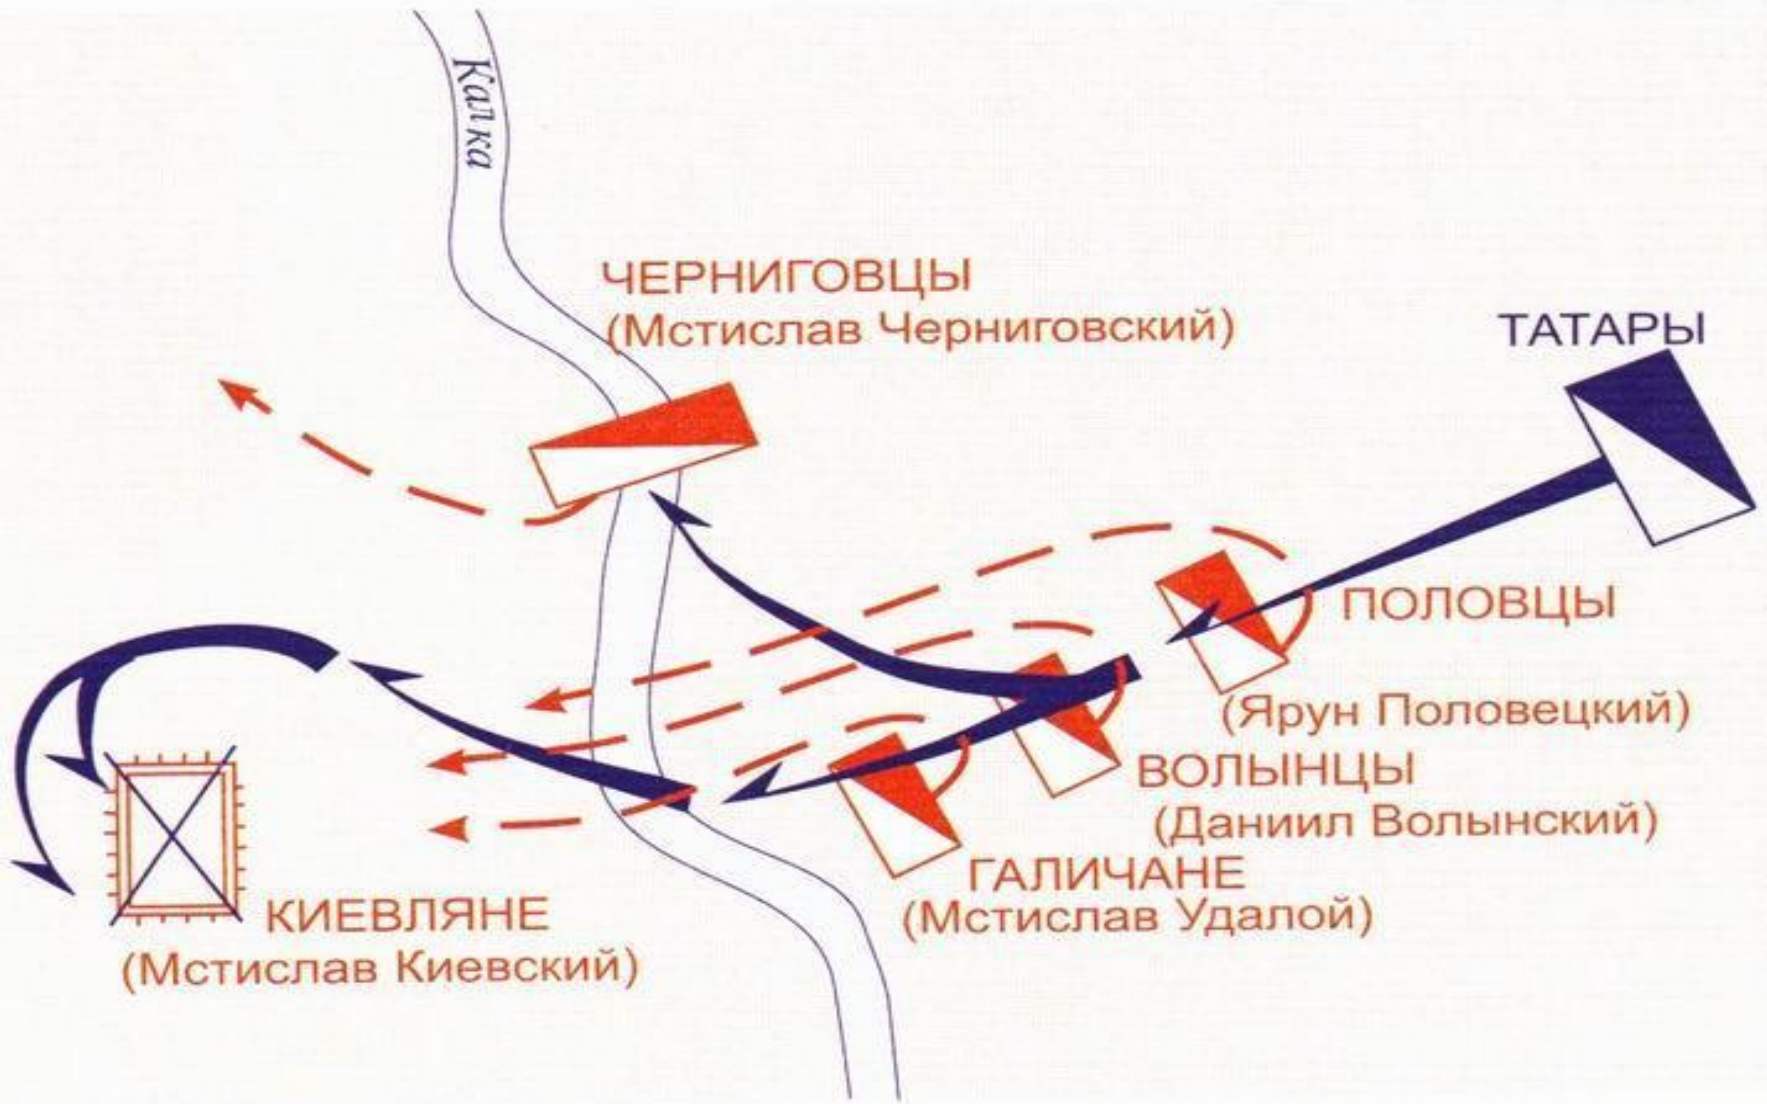 Калка
ЧЕРНИГОВЦЫ
(Мстислав Черниговский)
ТАТАРЫ
ПОЛОВЦЫ
(Ярун Половецкий)
ВОЛЫНЦЫ
(Даниил Волынский)
ГАЛИЧАНЕ
(Мстислав Удалой)
КИЕВЛЯНЕ
(Мстислав Киевский)